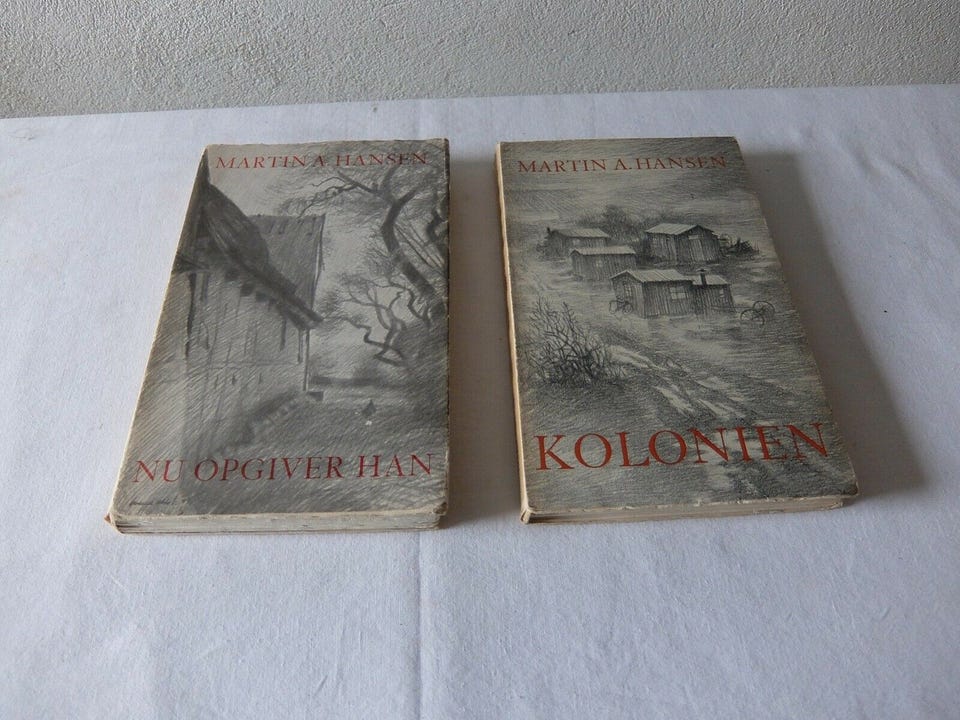 MARTIN A. HANSEN
NU OPGIVER HAN
MARTIN A. HANSEN
KOLONIEN